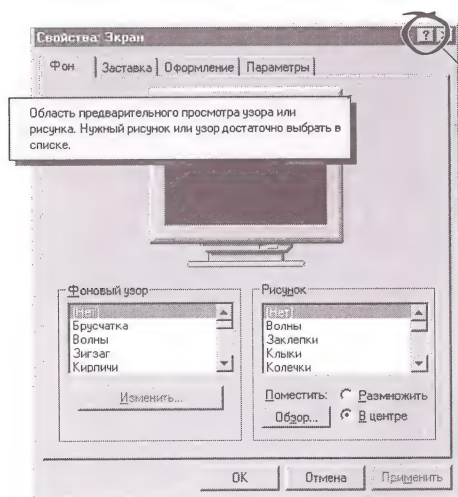 Свойства: Экран
?
Фон Заставка Оформление Параметры
Область предварительного просмотра узора или
рисунка. Нужный рисунок или узор достаточно выбрать в
списке.
Фоновый узор
(Нет)
Брусчатка
Волны
Зигзаг
Кирпичи
Изменить...
Рисунок
(Нет)
Волны
Заклепки
Клыки
Колечки
Поместить: Размножить
Обзор... В центре
ОК Отмена Применить